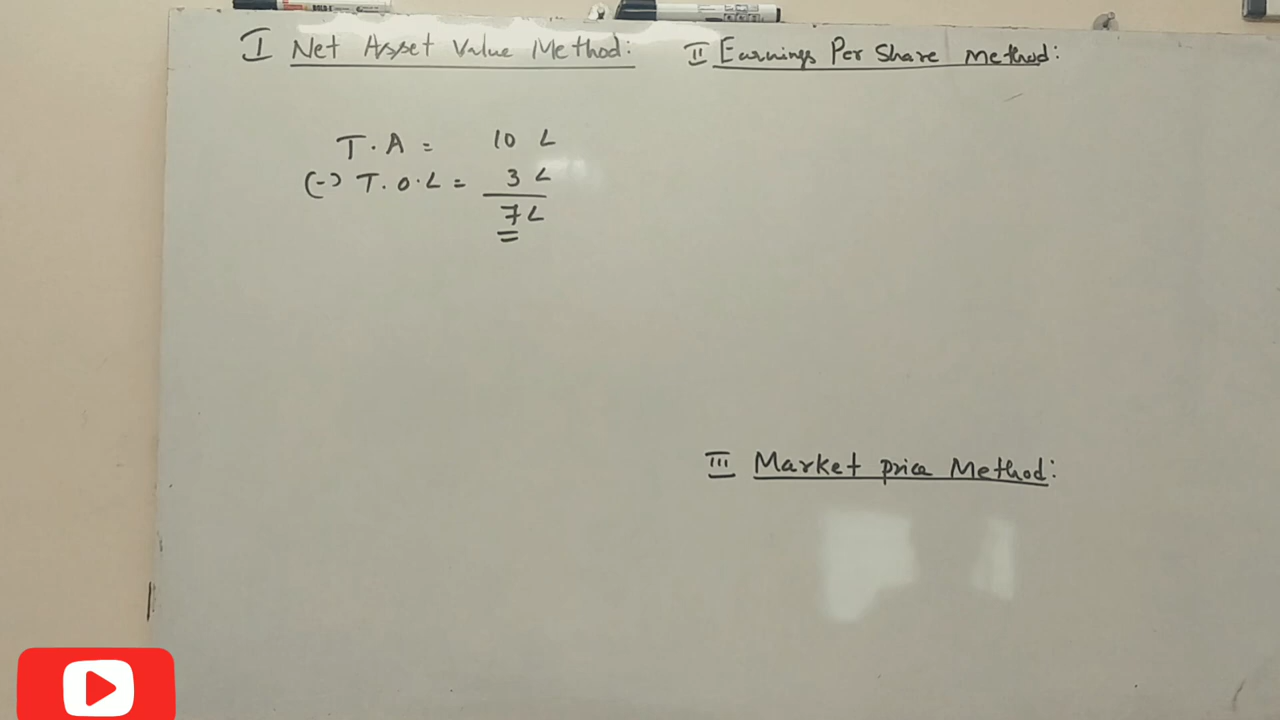 I Net Asset Value Method:
T.A = 10 L
(-) T.O.L = 3 L
7 L
II Earnings Per Share Method:
III Market price Method: